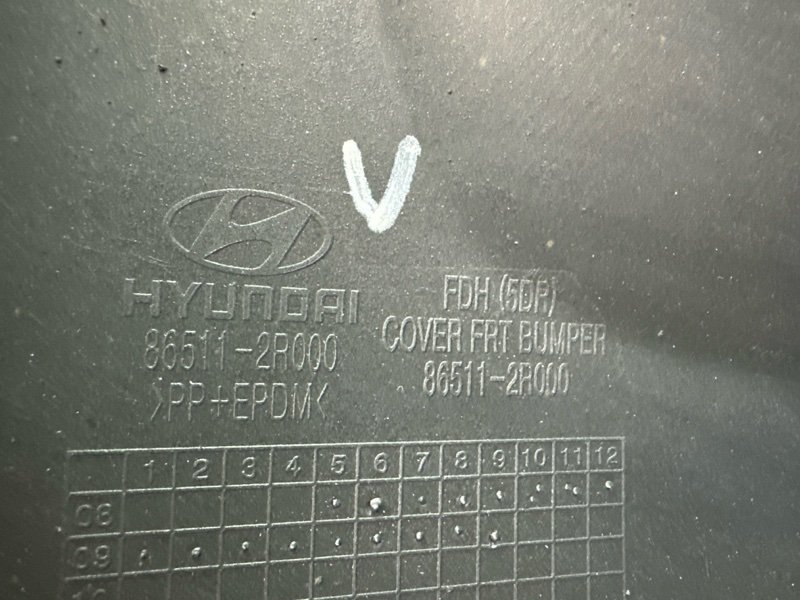 V
HYUNDAI
86511-2R000
>PP+EPDM<
FDH (5DR)
COVER FRT BUMPER
86511-2R000
1 2 3 4 5 6 7 8 9 10 11 12
08
09